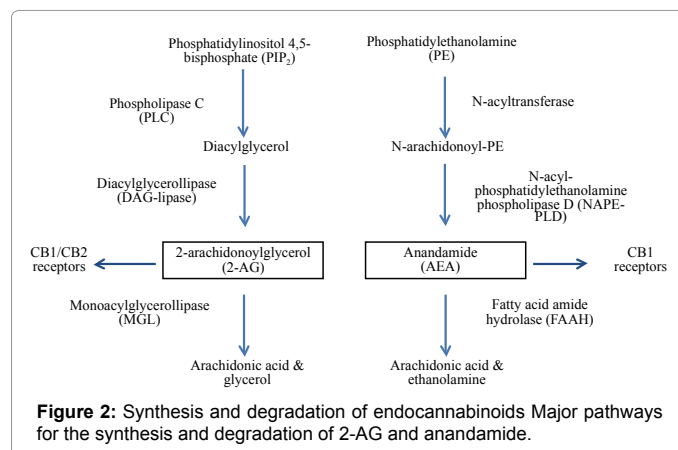 Phosphatidylinositol 4,5-
bisphosphate (PIP₂)
Phospholipase C
(PLC)
Diacylglycerol
Diacylglycerollipase
(DAG-lipase)
CB1/CB2
receptors
2-arachidonoylglycerol
(2-AG)
Monoacylglycerollipase
(MGL)
Arachidonic acid &
glycerol
Phosphatidylethanolamine
(PE)
N-acyltransferase
N-arachidonoyl-PE
N-acyl-
phosphatidylethanolamine
phospholipase D (NAPE-
PLD)
Anandamide
(AEA)
CB1
receptors
Fatty acid amide
hydrolase (FAAH)
Arachidonic acid &
ethanolamine
Figure 2: Synthesis and degradation of endocannabinoids Major pathways
for the synthesis and degradation of 2-AG and anandamide.